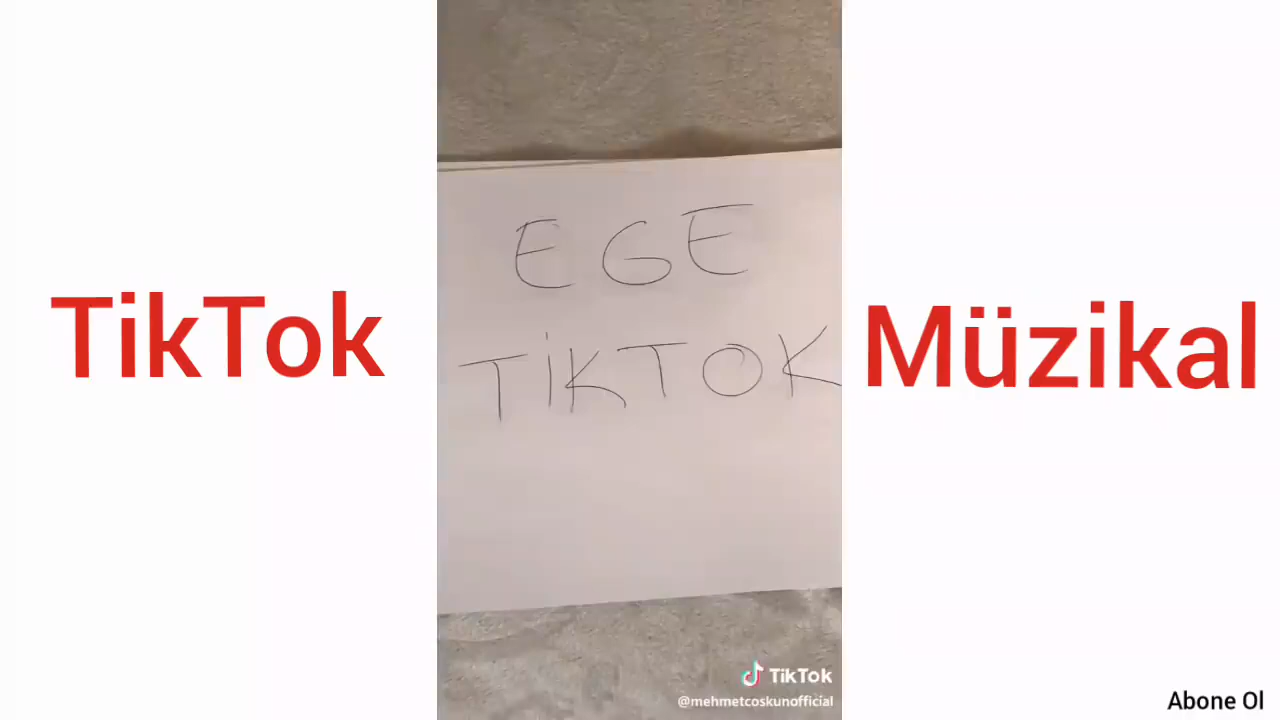 TikTok
EGE
TİKTOK
Müzikal
TikTok
@mehmetcoskunofficial
Abone Ol